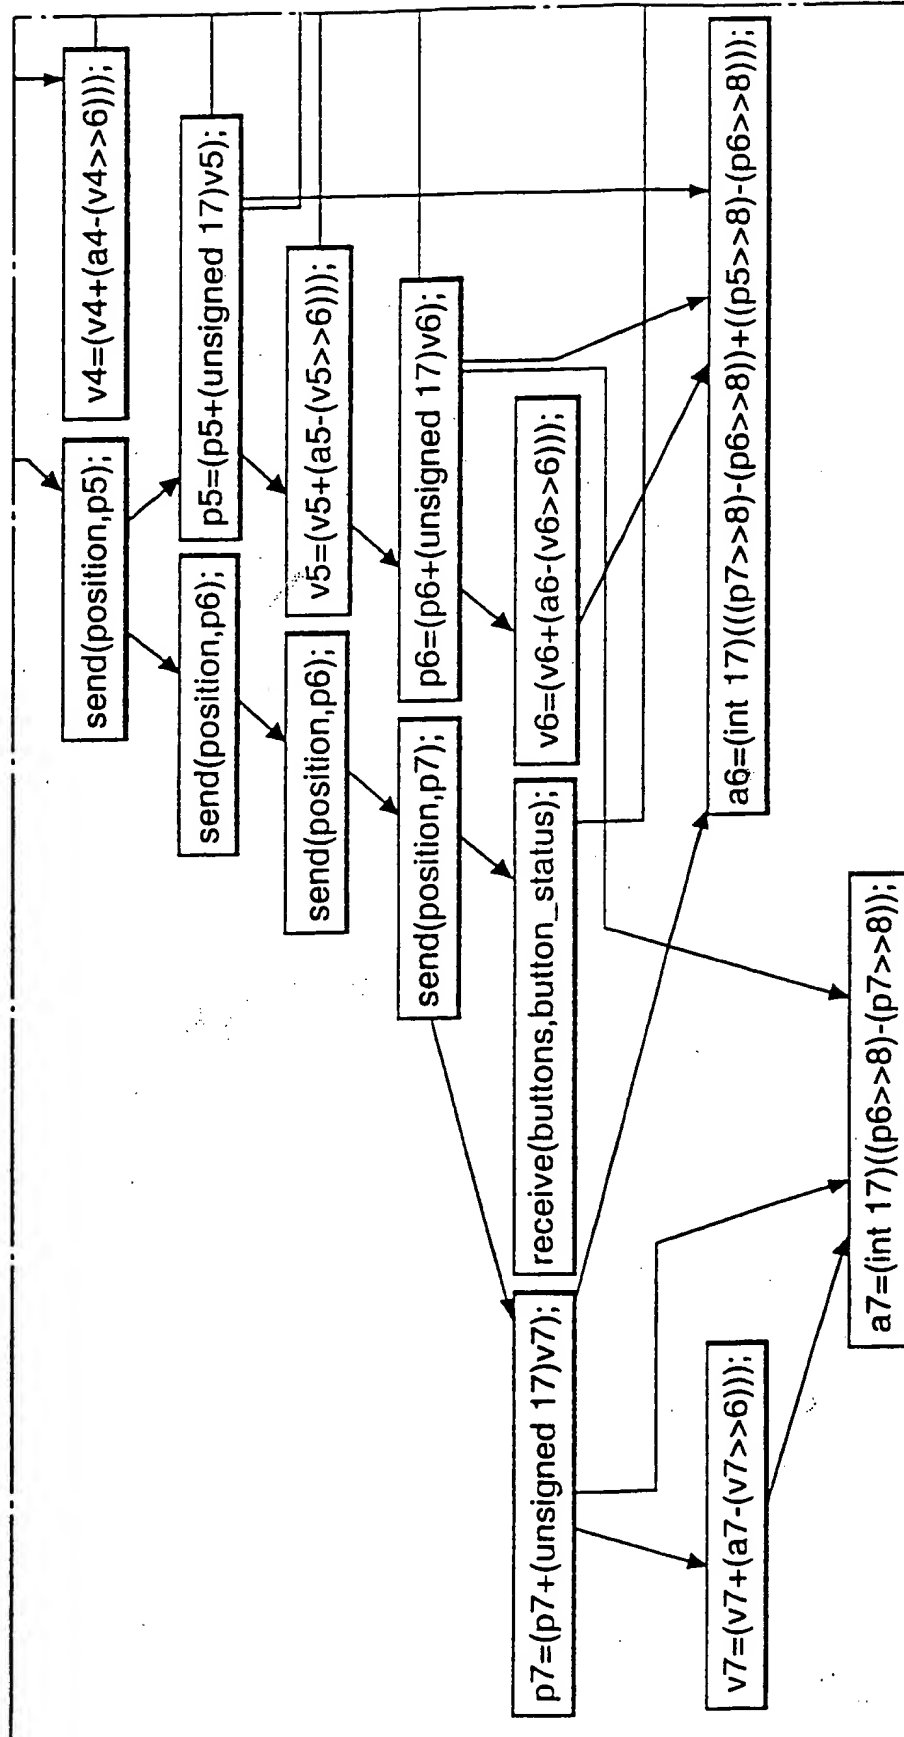 send(position,p5);
v4=(v4+(a4-(v4>>6)));
send(position,p6);
p5=(p5+(unsigned 17)v5);
send(position,p6);
v5=(v5+(a5-(v5>>6)));
send(position,p7);
p6=(p6+(unsigned 17)v6);
p7=(p7+(unsigned 17)v7);
receive(buttons,button_status);
v6=(v6+(a6-(v6>>6)));
v7=(v7+(a7-(v7>>6)));
a6=(int 17)(((p7>>8)-(p6>>8))+((p5>>8)-(p6>>8)));
a7=(int 17)((p6>>8)-(p7>>8));